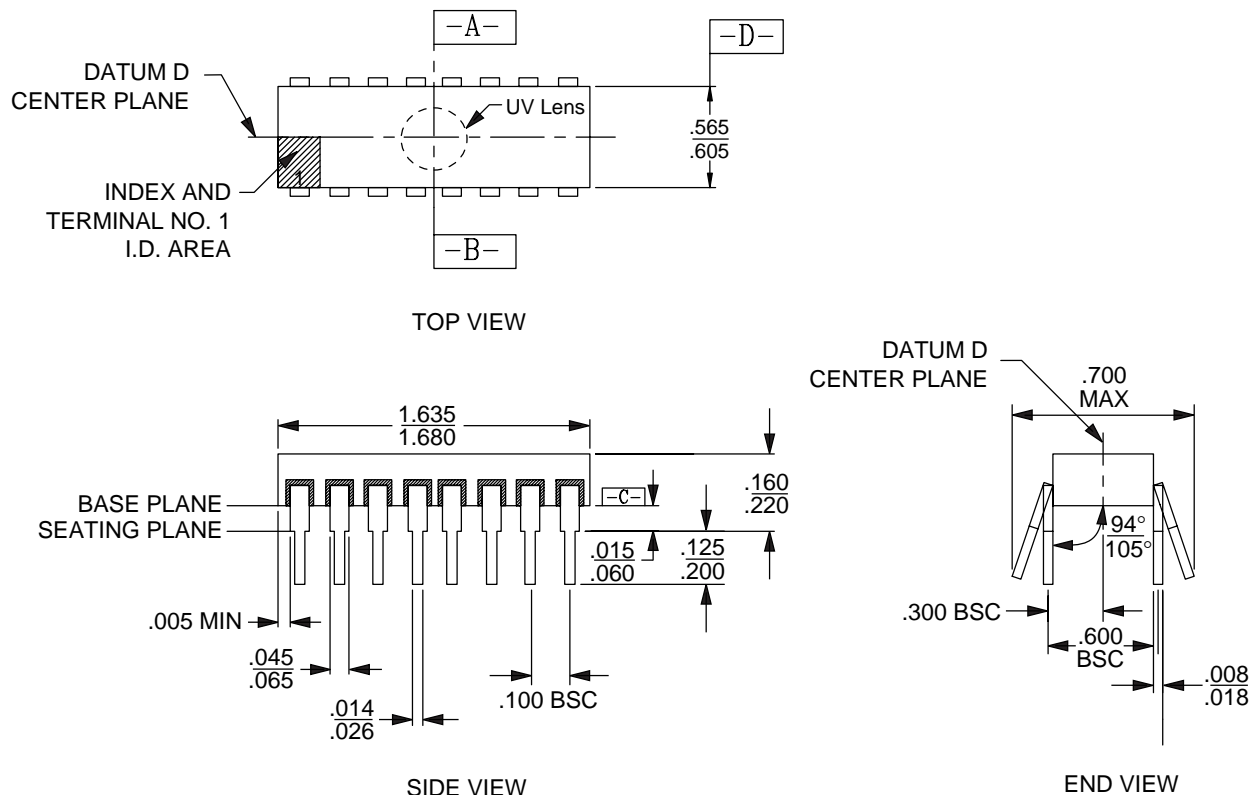 -A-
-D-
DATUM D
CENTER PLANE
UV Lens
.565
.605
1
INDEX AND
TERMINAL NO. 1
I.D. AREA
-B-
TOP VIEW
DATUM D
CENTER PLANE
.700
MAX
1.635
1.680
BASE PLANE
SEATING PLANE
-C-
.160
.220
.015
.060
.125
.200
94°
105°
.005 MIN
.045
.065
.014
.026
.100 BSC
.300 BSC
.600
BSC
.008
.018
SIDE VIEW
END VIEW